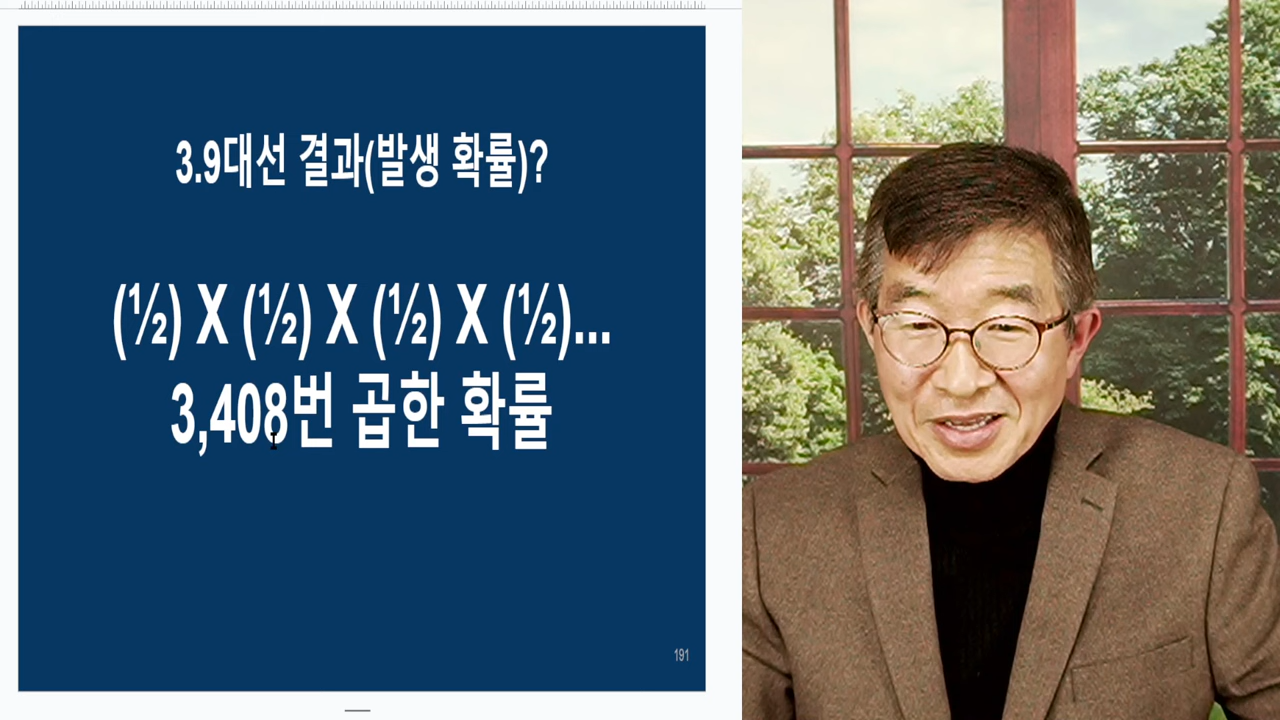 3.9대선 결과(발생 확률)?
(½) X (½) X (½) X (½)...
3,408번 곱한 확률
191